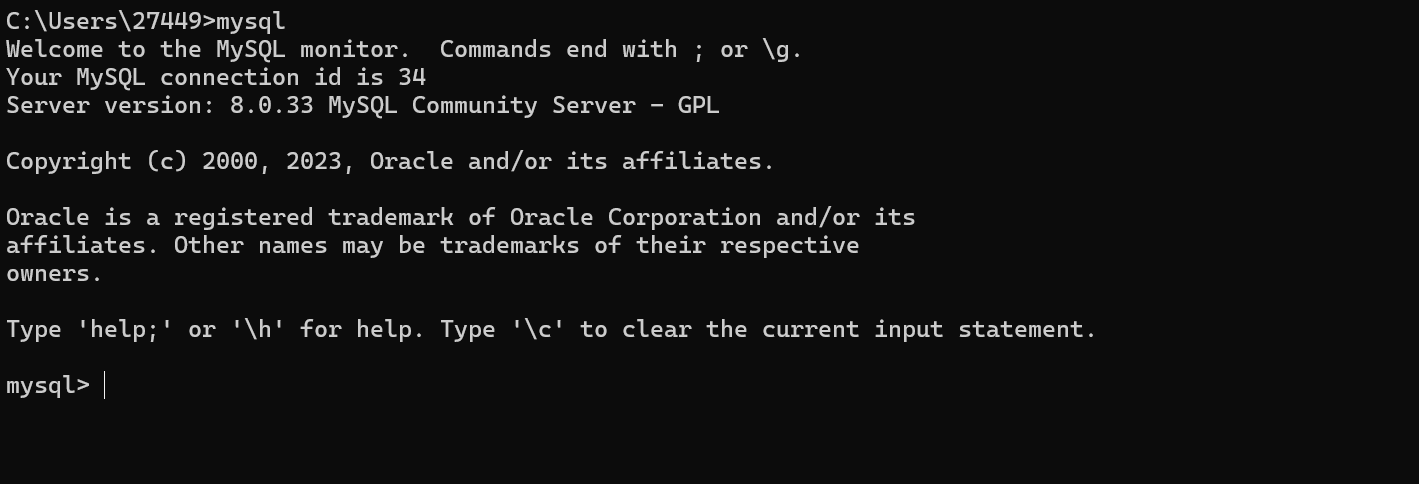 C:\Users\27449>mysql
Welcome to the MySQL monitor.  Commands end with ; or \g.
Your MySQL connection id is 34
Server version: 8.0.33 MySQL Community Server - GPL
Copyright (c) 2000, 2023, Oracle and/or its affiliates.
Oracle is a registered trademark of Oracle Corporation and/or its
affiliates. Other names may be trademarks of their respective
owners.
Type 'help;' or '\h' for help. Type '\c' to clear the current input statement.
mysql>